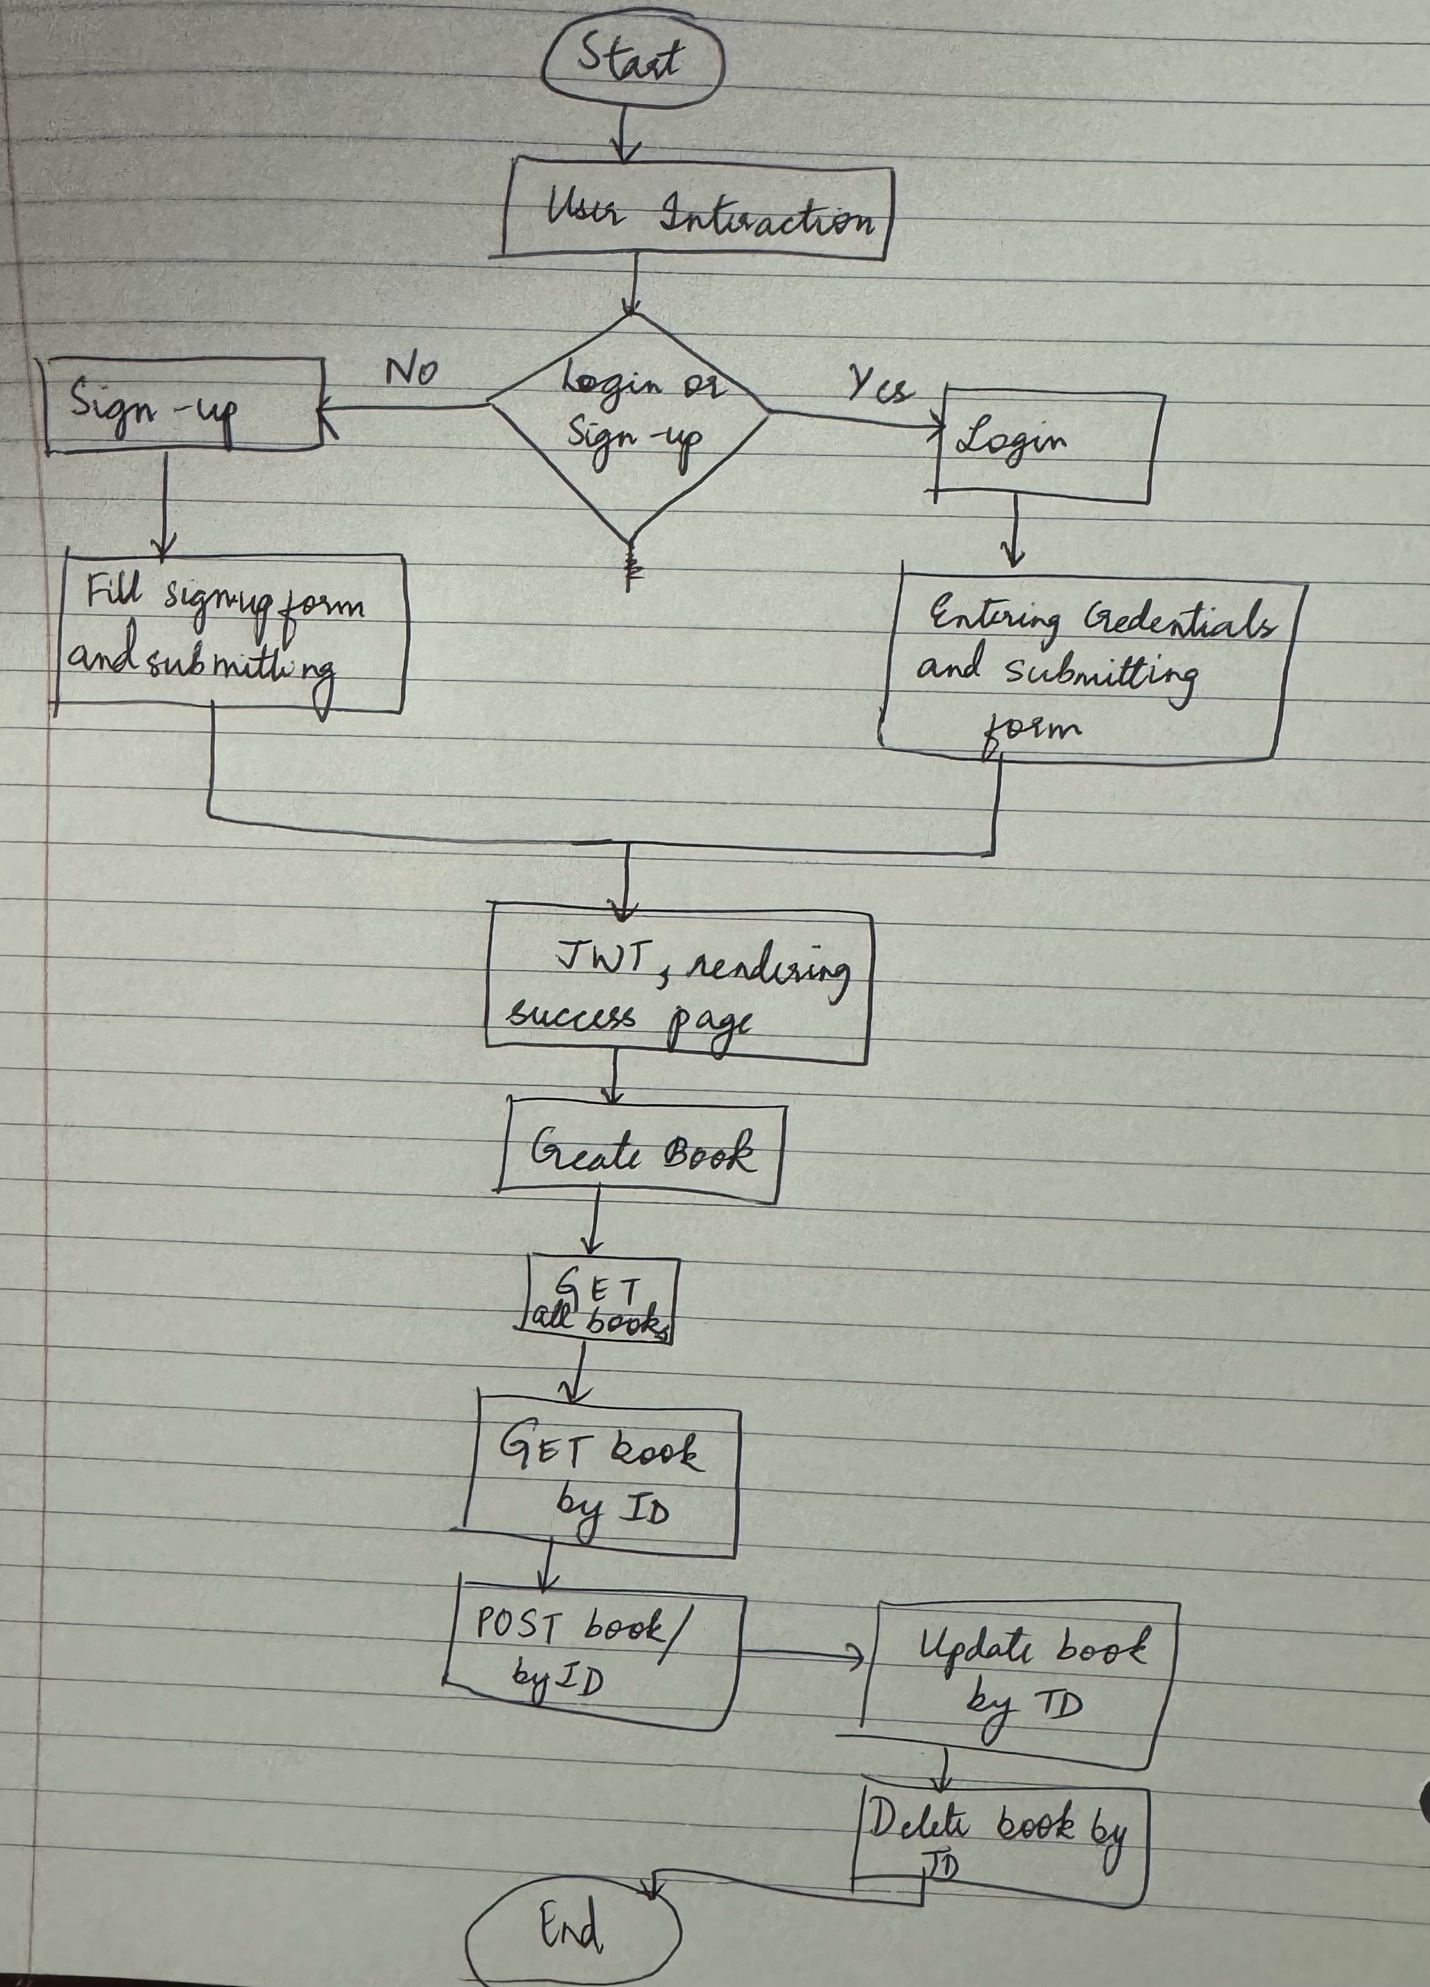 Start
User Interaction
No
Yes
Login or
Sign-up
Sign-up
Login
Fill signup form
and submitting
Entering Credentials
and submitting
form
JWT, rendering
success page
Create Book
GET
all books
GET book
by ID
POST book/
by ID
Update book
by ID
Delete book by
ID
End